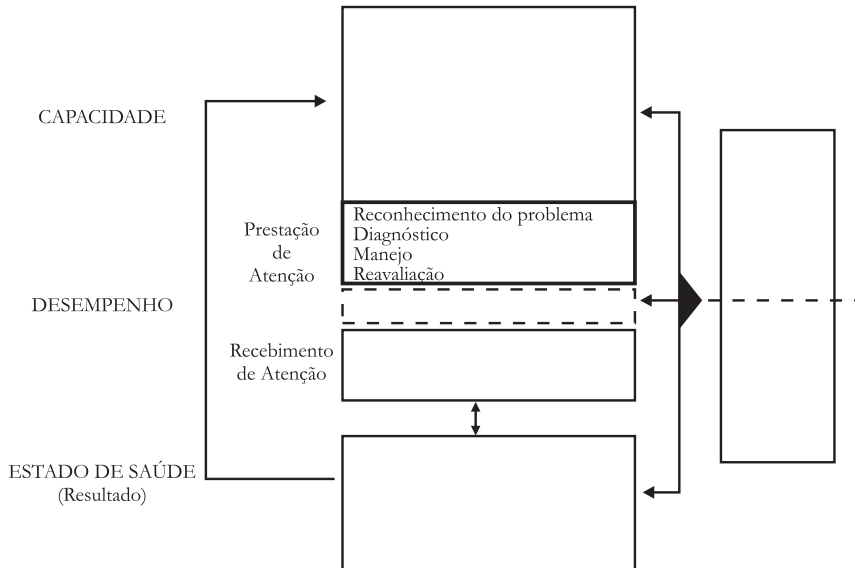 CAPACIDADE
Prestação
de
Atenção
Reconhecimento do problema
Diagnóstico
Manejo
Reavaliação
DESEMPENHO
Recebimento
de Atenção
ESTADO DE SAÚDE
(Resultado)